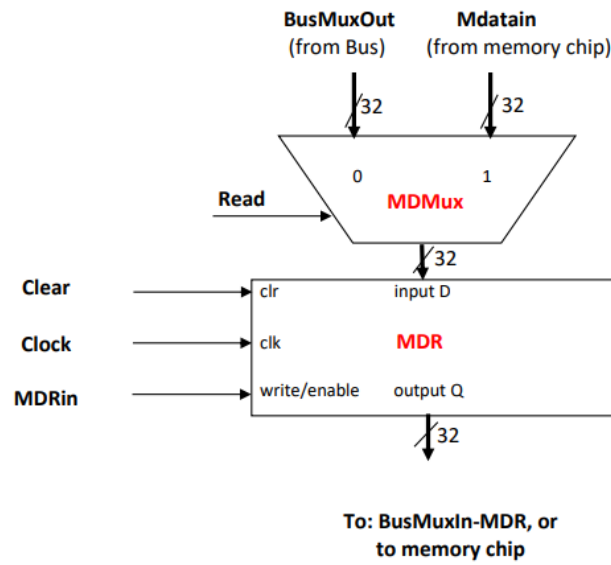 BusMuxOut Mdatain
(from Bus) (from memory chip)
32 32
0 1
MDMux
Read
32
Clear clr input D
Clock clk MDR
MDRin write/enable output Q
32
To: BusMuxIn-MDR, or
to memory chip